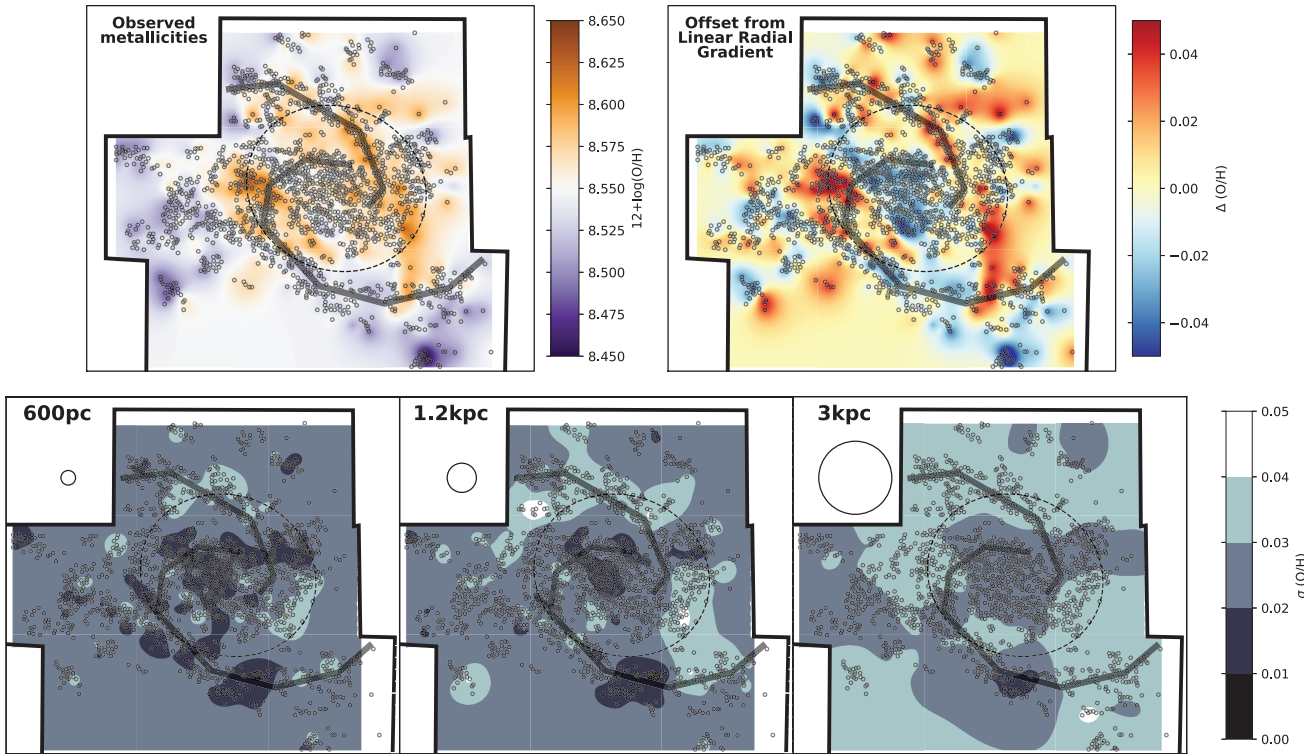 Observed
metallicities
8.650
8.625
8.600
8.575
8.550
8.525
8.500
8.475
8.450
12+log(O/H)
Offset from
Linear Radial
Gradient
0.04
0.02
0.00
−0.02
−0.04
Δ (O/H)
600pc
1.2kpc
3kpc
0.05
0.04
0.03
0.02
0.01
0.00
σ (O/H)